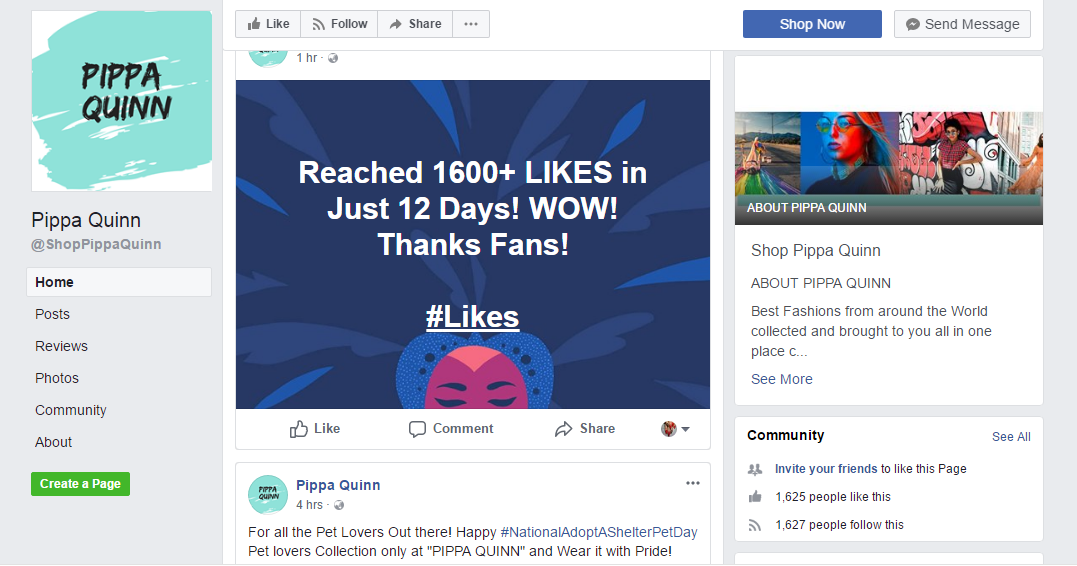 PIPPA
QUINN
Pippa Quinn
@ShopPippaQuinn
Home
Posts
Reviews
Photos
Community
About
Create a Page
Like
Follow
Share
Shop Now
Send Message
1 hr
Reached 1600+ LIKES in
Just 12 Days! WOW!
Thanks Fans!
#Likes
Like
Comment
Share
PIPPA
QUINN
Pippa Quinn
4 hrs
For all the Pet Lovers Out there! Happy #NationalAdoptAShelterPetDay
Pet lovers Collection only at "PIPPA QUINN" and Wear it with Pride!
ABOUT PIPPA QUINN
Shop Pippa Quinn
ABOUT PIPPA QUINN
Best Fashions from around the World
collected and brought to you all in one
place c...
See More
Community
See All
Invite your friends to like this Page
1,625 people like this
1,627 people follow this